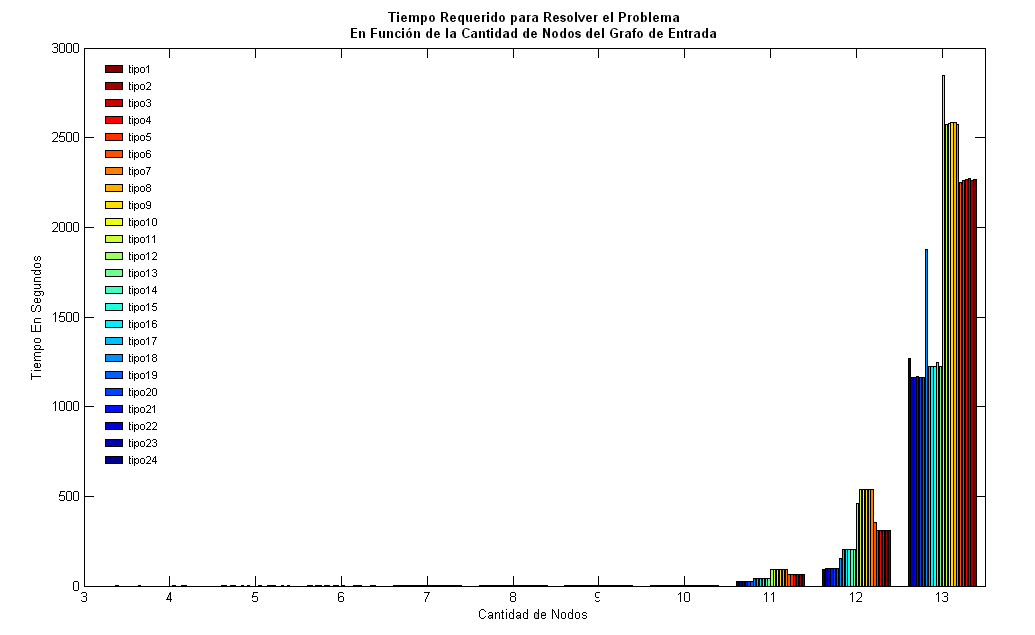 Tiempo Requerido para Resolver el Problema
En Función de la Cantidad de Nodos del Grafo de Entrada
3000
2500
2000
1500
1000
500
0
Tiempo En Segundos
tipo1
tipo2
tipo3
tipo4
tipo5
tipo6
tipo7
tipo8
tipo9
tipo10
tipo11
tipo12
tipo13
tipo14
tipo15
tipo16
tipo17
tipo18
tipo19
tipo20
tipo21
tipo22
tipo23
tipo24
3 4 5 6 7 8 9 10 11 12 13
Cantidad de Nodos